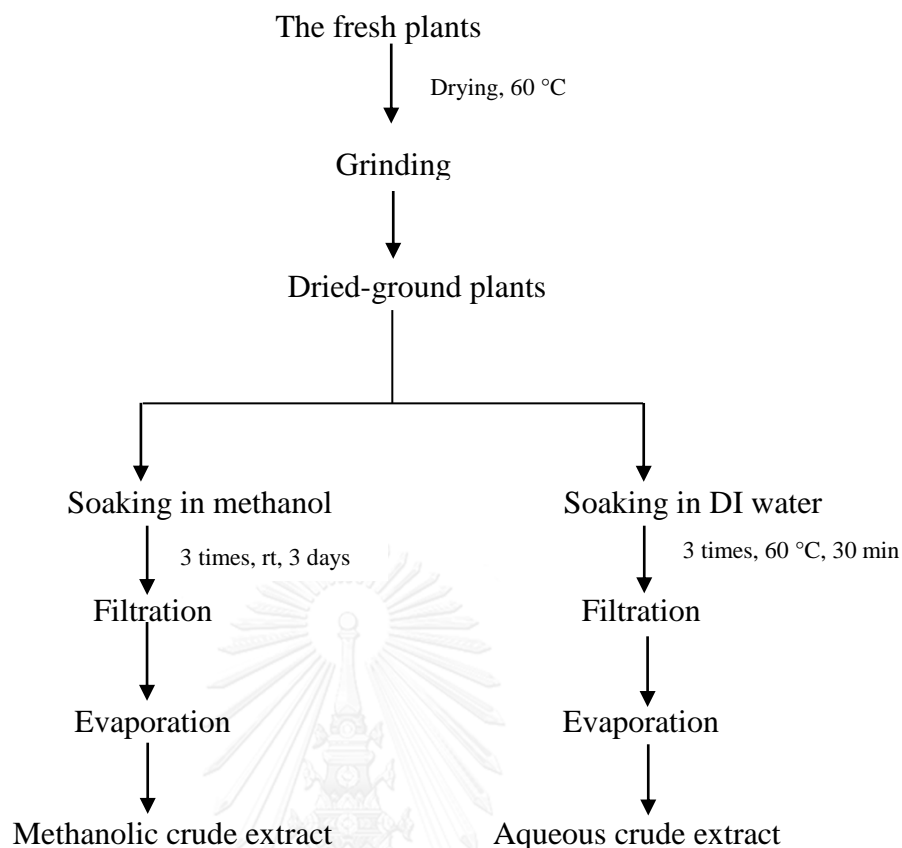 The fresh plants
Drying, 60 °C
Grinding
Dried-ground plants
Soaking in methanol
Soaking in DI water
3 times, rt, 3 days
3 times, 60 °C, 30 min
Filtration
Filtration
Evaporation
Evaporation
Methanolic crude extract
Aqueous crude extract